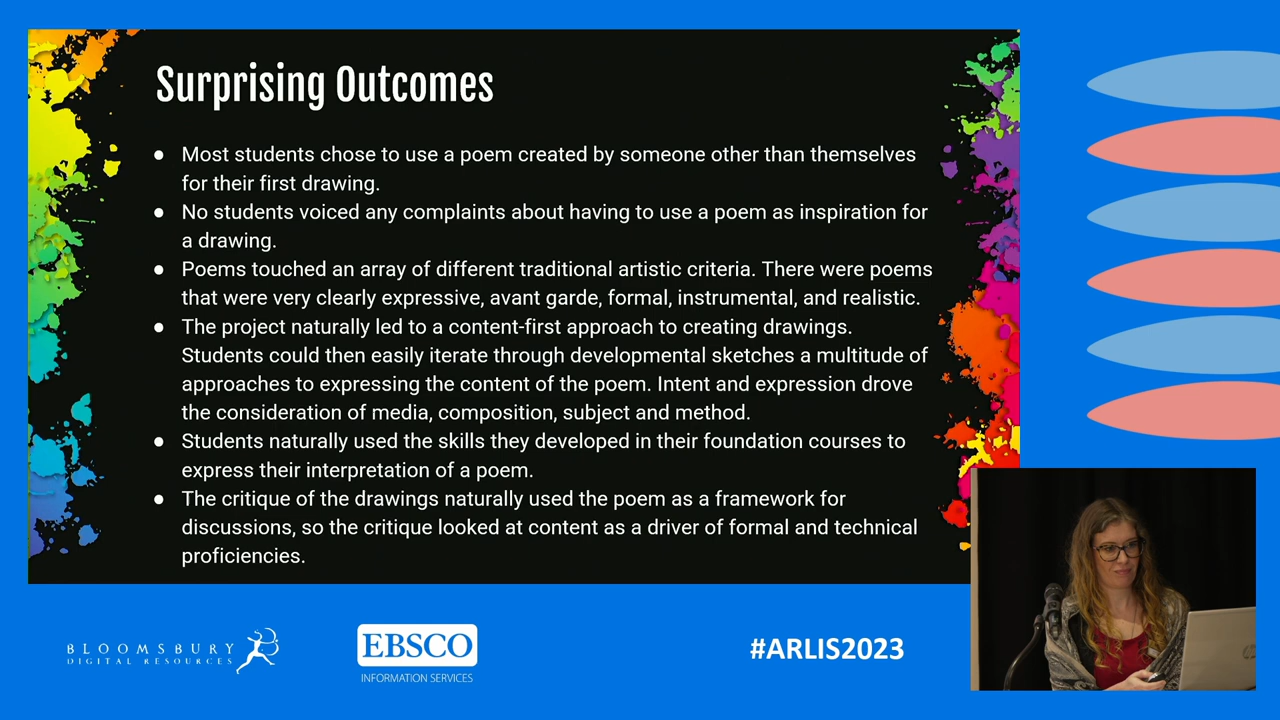 Surprising Outcomes
● Most students chose to use a poem created by someone other than themselves
for their first drawing.
● No students voiced any complaints about having to use a poem as inspiration for
a drawing.
● Poems touched an array of different traditional artistic criteria. There were poems
that were very clearly expressive, avant garde, formal, instrumental, and realistic.
● The project naturally led to a content-first approach to creating drawings.
Students could then easily iterate through developmental sketches a multitude of
approaches to expressing the content of the poem. Intent and expression drove
the consideration of media, composition, subject and method.
● Students naturally used the skills they developed in their foundation courses to
express their interpretation of a poem.
● The critique of the drawings naturally used the poem as a framework for
discussions, so the critique looked at content as a driver of formal and technical
proficiencies.
BLOOMSBURY
DIGITAL RESOURCES
EBSCO
INFORMATION SERVICES
#ARLIS2023